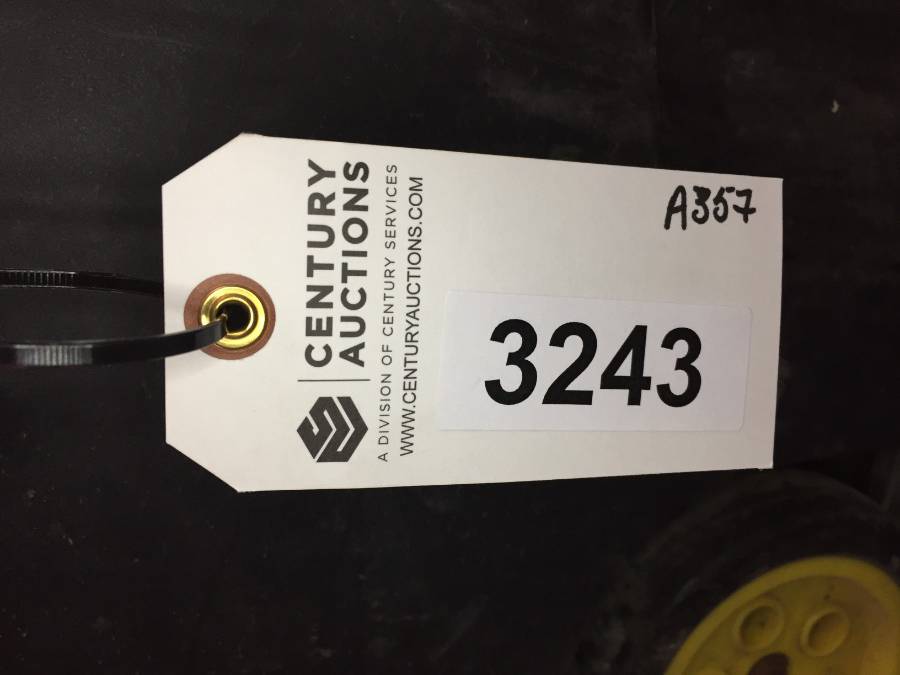 CENTURY
AUCTIONS
A DIVISION OF CENTURY SERVICES
WWW.CENTURYAUCTIONS.COM
A357
3243